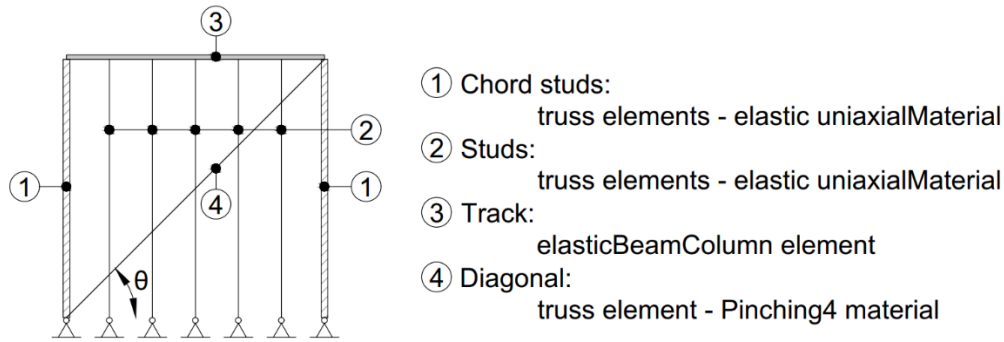 3
1
2
4
1
θ
1 Chord studs:
truss elements - elastic uniaxialMaterial
2 Studs:
truss elements - elastic uniaxialMaterial
3 Track:
elasticBeamColumn element
4 Diagonal:
truss element - Pinching4 material